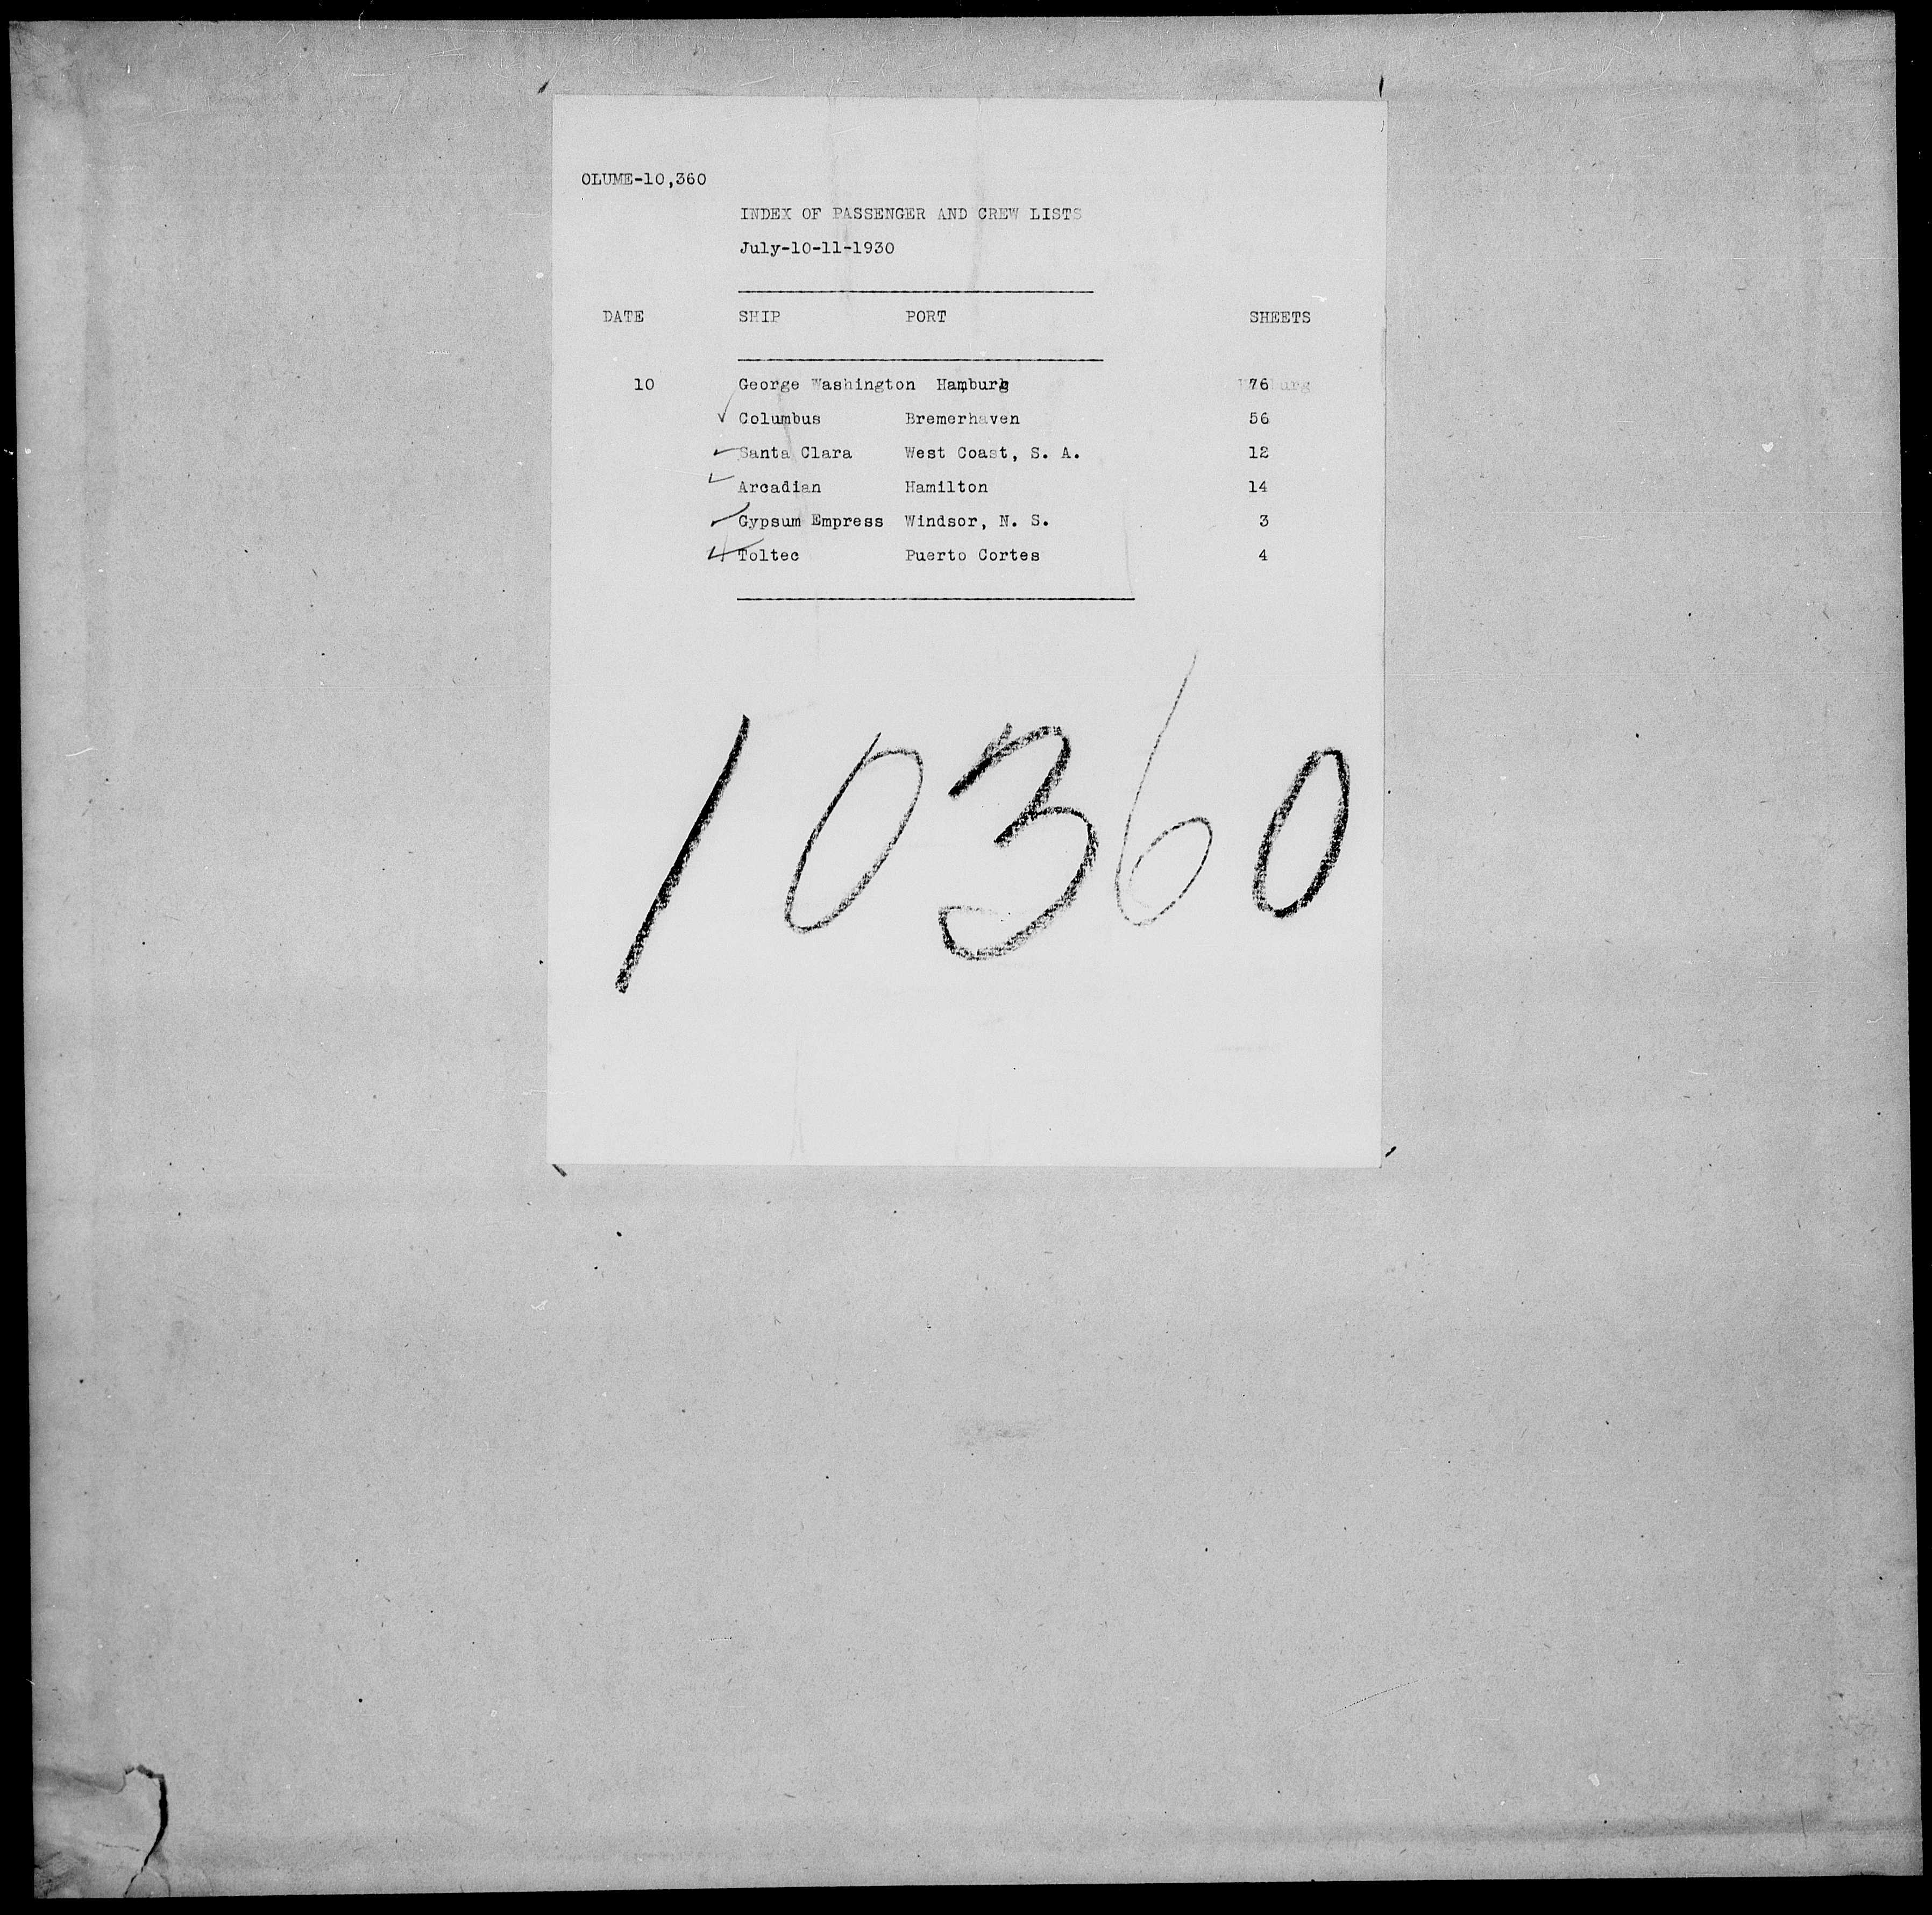 OLUME-10,360
INDEX OF PASSENGER AND CREW LISTS
July-10-11-1930
DATE SHIP PORT SHEETS
10 George Washington Hamburg 76
Columbus Bremerhaven 56
Santa Clara West Coast, S. A. 12
Arcadian Hamilton 14
Gypsum Empress Windsor, N. S. 3
Toltec Puerto Cortes 4
10360